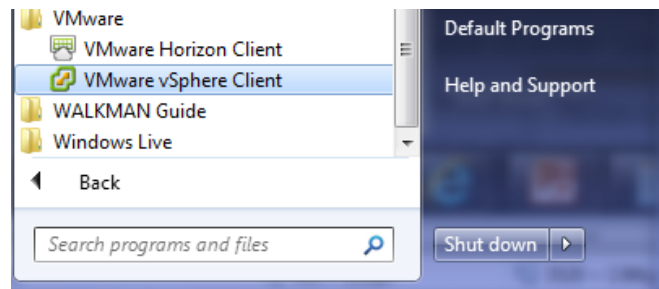 VMware
VMware Horizon Client
VMware vSphere Client
WALKMAN Guide
Windows Live
Back
Search programs and files
Default Programs
Help and Support
Shut down